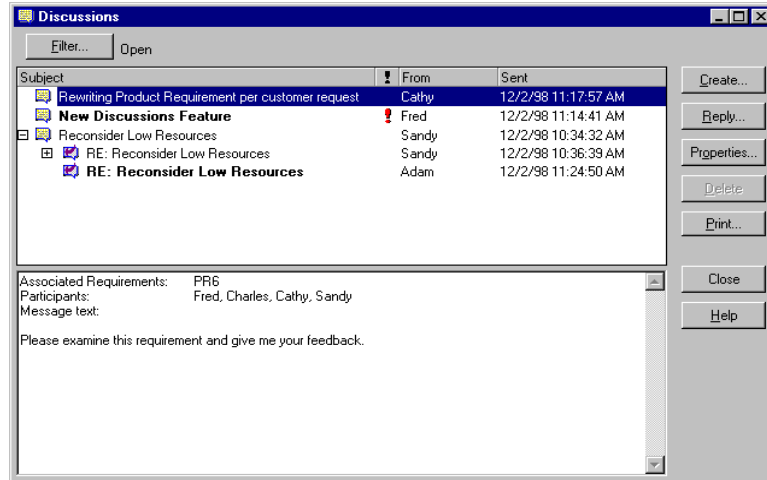 Discussions
Filter... Open
Subject ! From Sent
Rewriting Product Requirement per customer request Cathy 12/2/98 11:17:57 AM
New Discussions Feature ! Fred 12/2/98 11:14:41 AM
Reconsider Low Resources Sandy 12/2/98 10:34:32 AM
RE: Reconsider Low Resources Sandy 12/2/98 10:36:39 AM
RE: Reconsider Low Resources Adam 12/2/98 11:24:50 AM
Create...
Reply...
Properties...
Delete
Print...
Close
Help
Associated Requirements: PR6
Participants: Fred, Charles, Cathy, Sandy
Message text:
Please examine this requirement and give me your feedback.